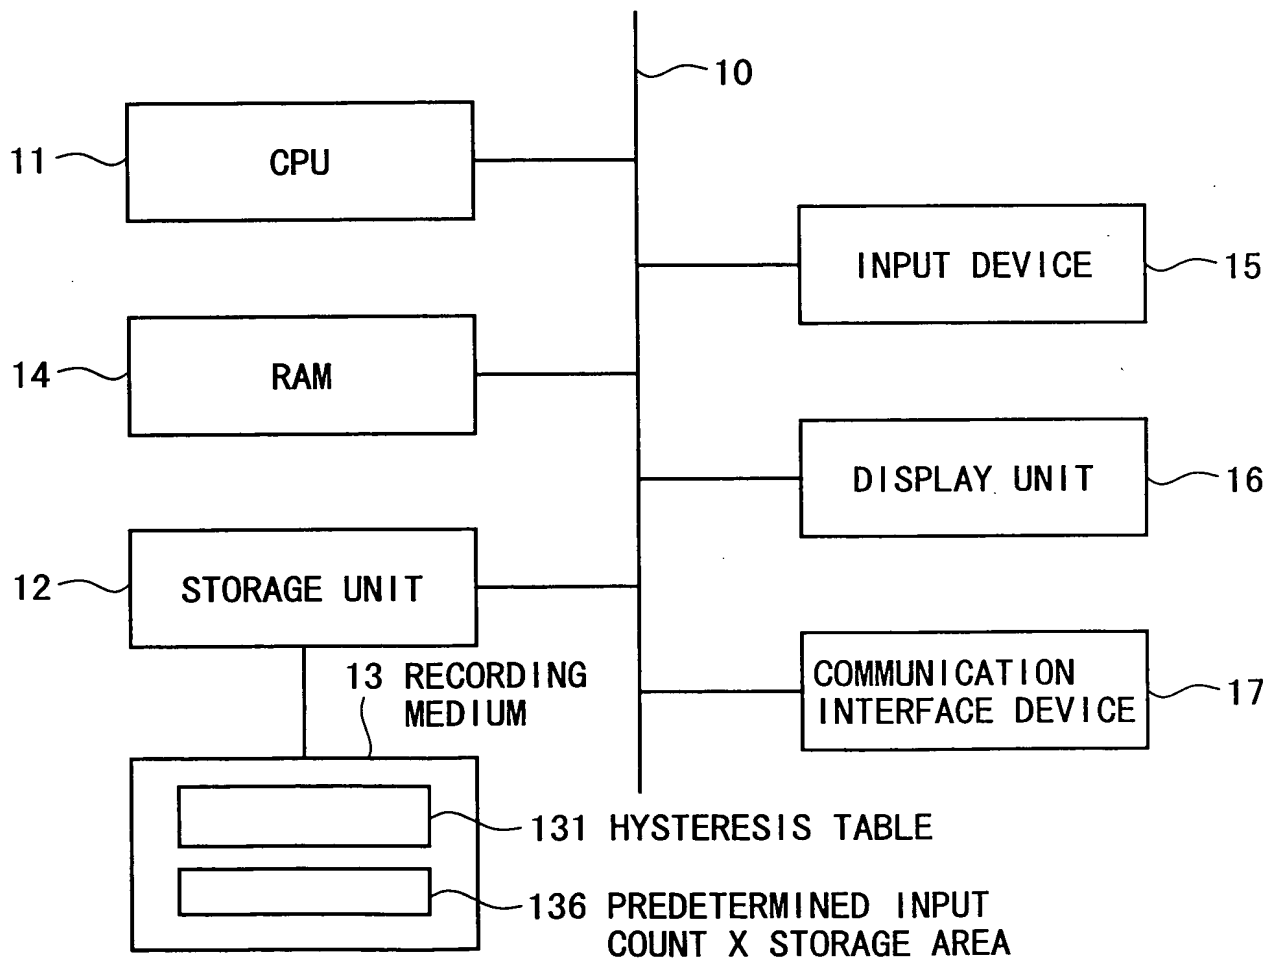 10
11 CPU
INPUT DEVICE 15
14 RAM
DISPLAY UNIT 16
12 STORAGE UNIT
13 RECORDING
MEDIUM
COMMUNICATION
INTERFACE DEVICE 17
131 HYSTERESIS TABLE
136 PREDETERMINED INPUT
COUNT X STORAGE AREA